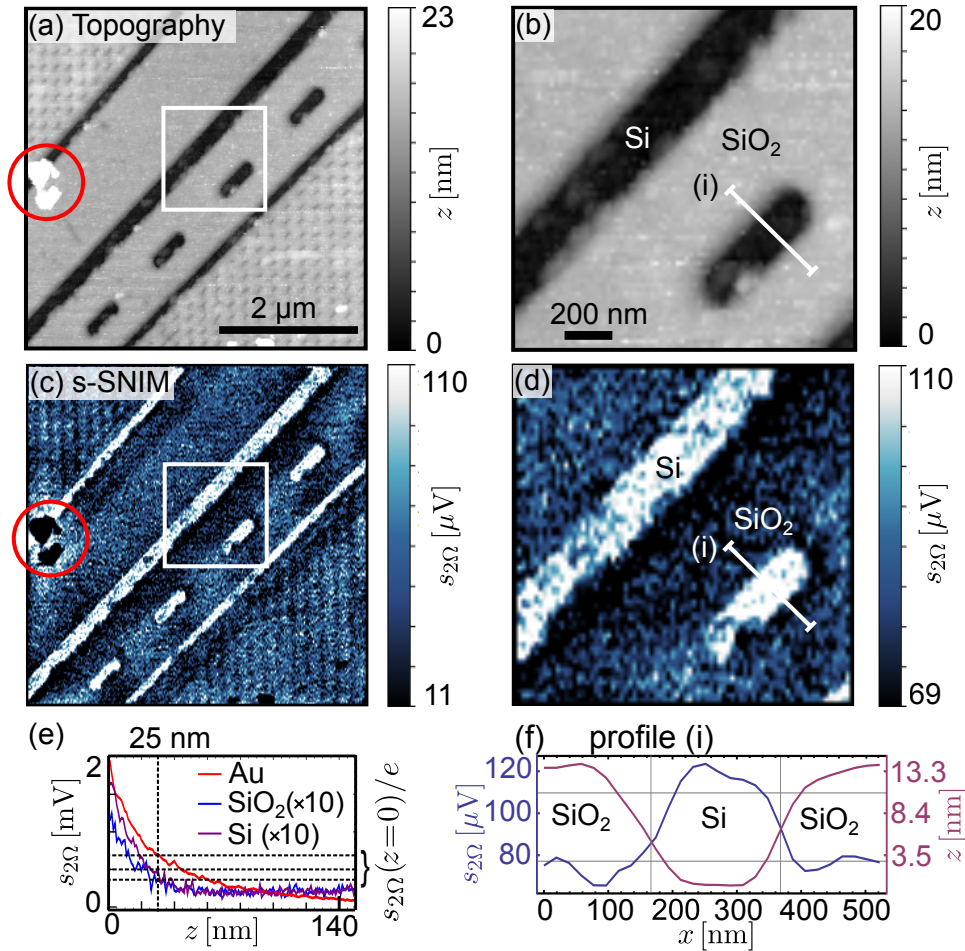 (a) Topography
23
z [nm]
0
2 µm
(b)
20
z [nm]
0
Si
SiO₂
(i)
200 nm
(c) s-SNIM
110
s₂Ω [µV]
11
(d)
110
s₂Ω [µV]
69
Si
SiO₂
(i)
(e)
25 nm
2
s₂Ω [mV]
0
Au
SiO₂(×10)
Si (×10)
s₂Ω(z=0)/e
0
140
z [nm]
(f)
profile (i)
120
100
80
s₂Ω [µV]
SiO₂
Si
SiO₂
13.3
8.4
3.5
z [nm]
0 100 200 300 400 500
x [nm]